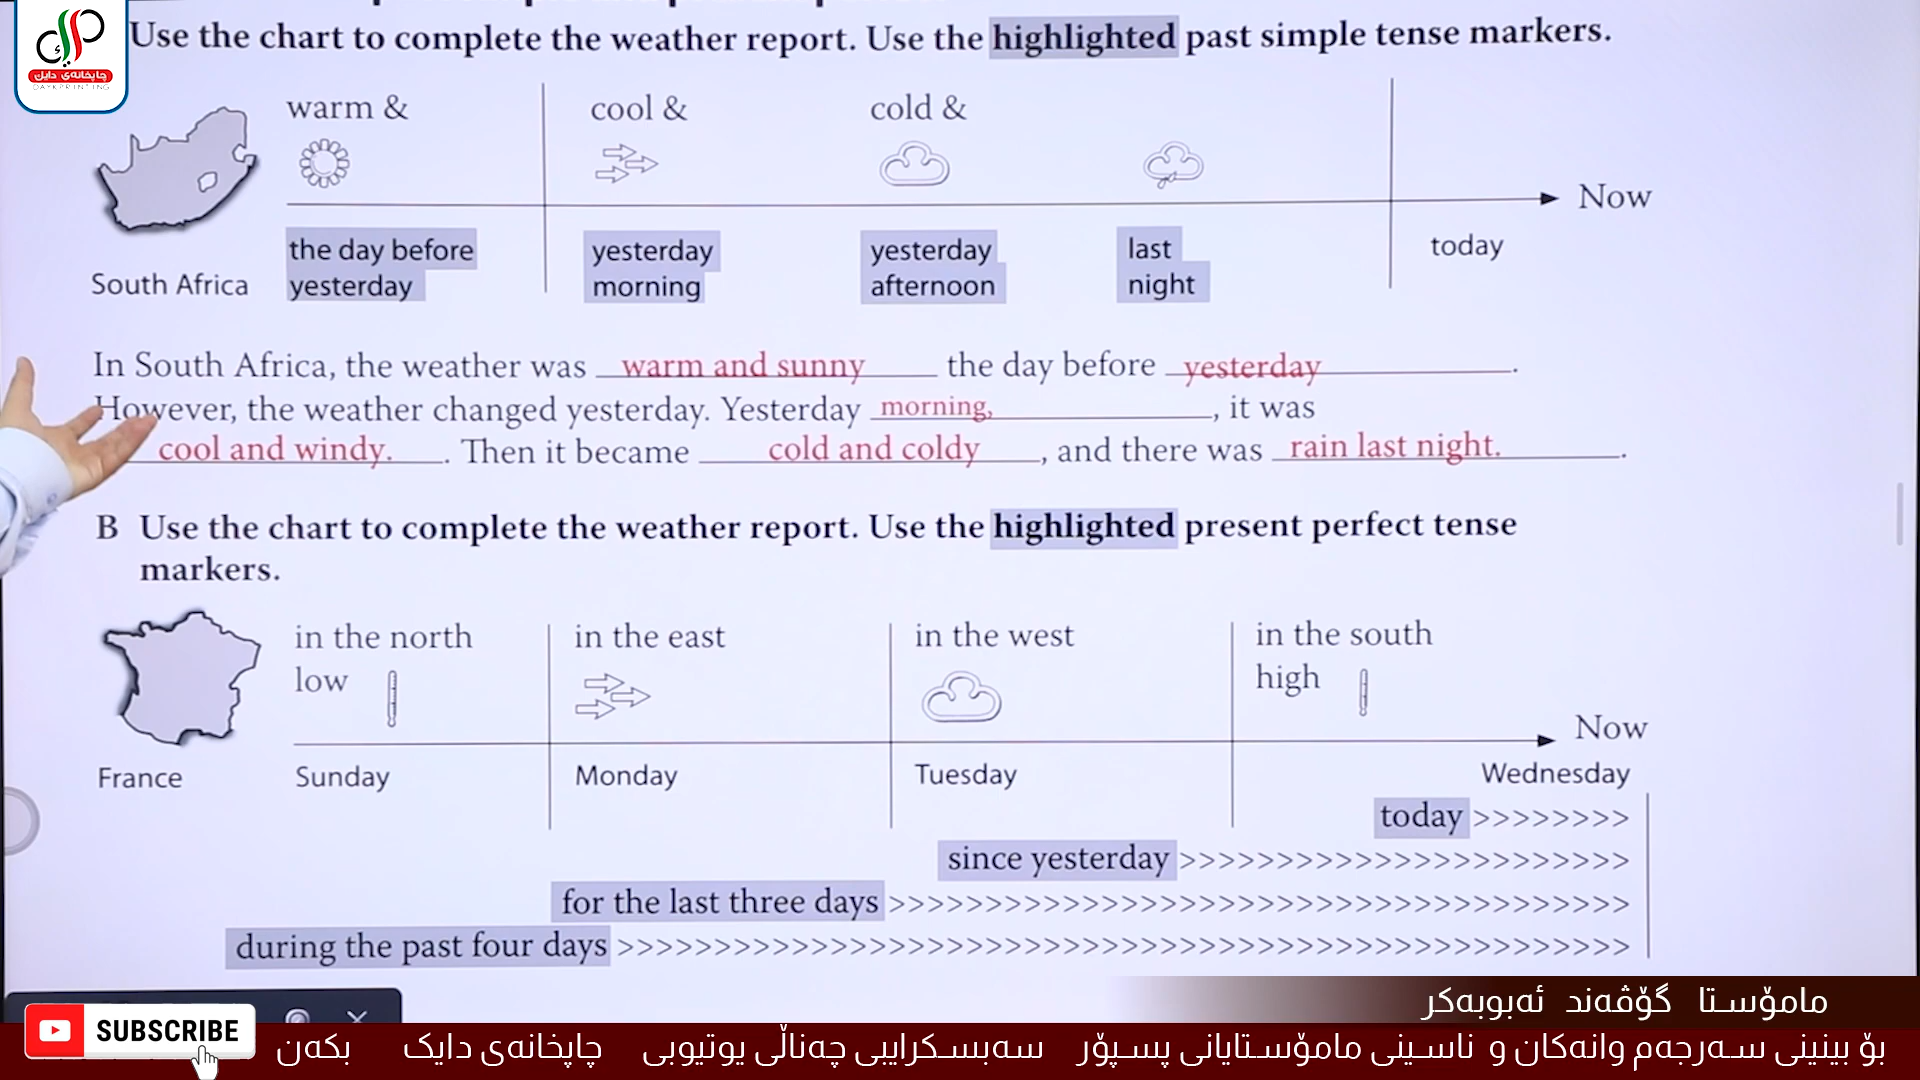 دایک
چاپخانەی دایک
DAYK PRINTING
Use the chart to complete the weather report. Use the highlighted past simple tense markers.
warm & cool & cold &
Now
the day before yesterday yesterday last today
yesterday morning afternoon night
South Africa
In South Africa, the weather was warm and sunny the day before yesterday .
However, the weather changed yesterday. Yesterday morning, , it was
cool and windy. . Then it became cold and coldy , and there was rain last night. .
B Use the chart to complete the weather report. Use the highlighted present perfect tense
markers.
in the north in the east in the west in the south
low high
Now
France Sunday Monday Tuesday Wednesday
today >>>>>>>>
since yesterday >>>>>>>>>>>>>>>>>>>>>>>>>>>>
for the last three days >>>>>>>>>>>>>>>>>>>>>>>>>>>>>>>>>>>>>>>>>>>>>>
during the past four days >>>>>>>>>>>>>>>>>>>>>>>>>>>>>>>>>>>>>>>>>>>>>>>>>>>>>>>>>>>>>>>
مامۆستا گۆڤەند ئەبوبەکر
SUBSCRIBE
بۆ بینینی سەرجەم وانەکان و ناسینی مامۆستایانی پسپۆر سەبسکرایبی چەناڵی یوتیوبی چاپخانەی دایک بکەن